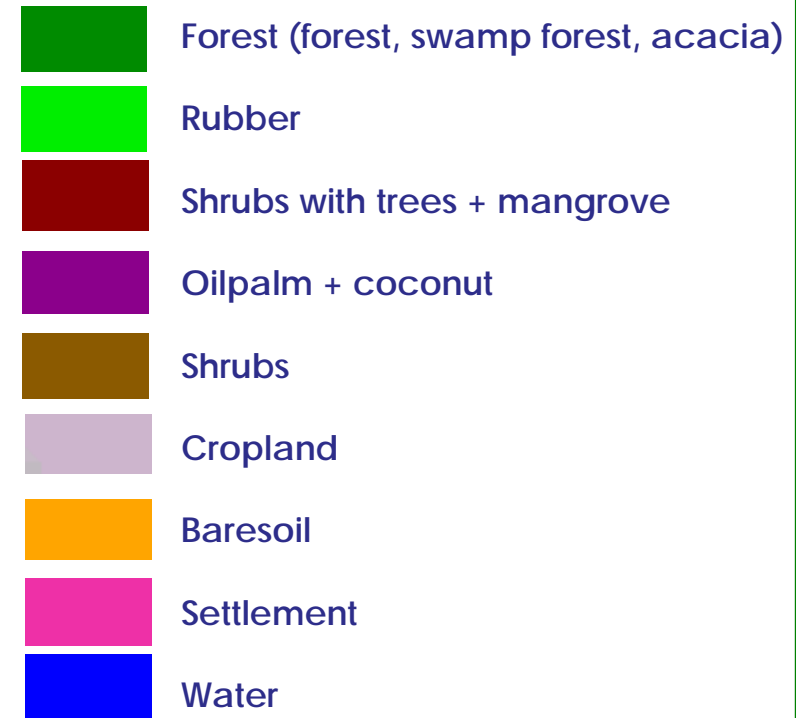 Forest (forest, swamp forest, acacia)
Rubber
Shrubs with trees + mangrove
Oilpalm + coconut
Shrubs
Cropland
Baresoil
Settlement
Water